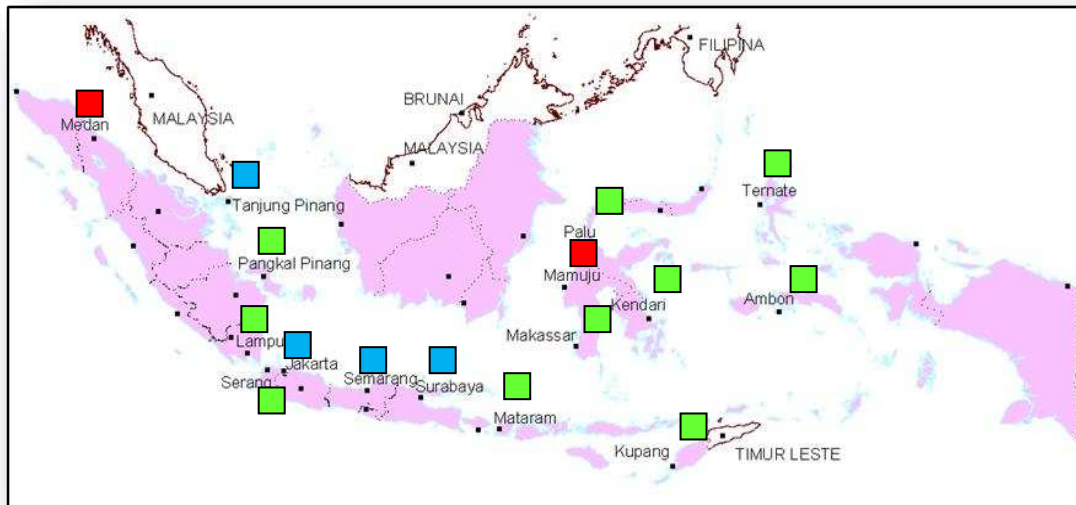 FILIPINA
BRUNAI
MALAYSIA
Medan
MALAYSIA
Ternate
Tanjung Pinang
Palu
Pangkal Pinang
Mamuju
Kendari
Ambon
Lampu
Makassar
Jakarta
Serang
Semarang
Surabaya
Mataram
Kupang
TIMUR LESTE